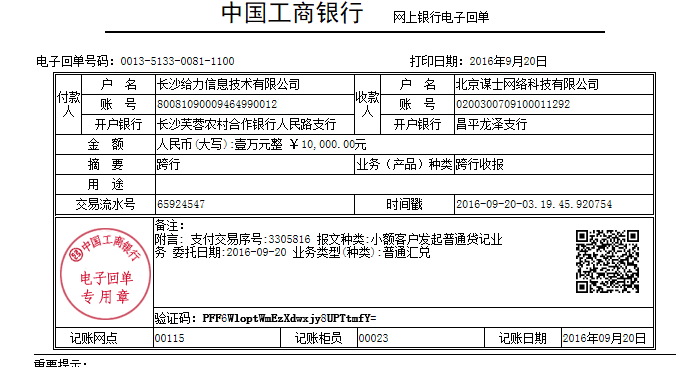 中国工商银行 网上银行电子回单
电子回单号码：0013-5133-0081-1100 打印日期：2016年9月20日
付款人 户 名 长沙给力信息技术有限公司 收款人 户 名 北京谋士网络科技有限公司
账 号 80081090009464990012 账 号 0200300709100011292
开户银行 长沙芙蓉农村合作银行人民路支行 开户银行 昌平龙泽支行
金 额 人民币(大写):壹万元整 ￥10,000.00元
摘 要 跨行 业务（产品）种类 跨行收报
用 途
交易流水号 65924547 时间戳 2016-09-20-03.19.45.920754
备注：
附言: 支付交易序号:3305816 报文种类:小额客户发起普通贷记业
务 委托日期:2016-09-20 业务类型(种类):普通汇兑
中国工商银行
电子回单
专用章
验证码：PFF6WloptWmEzXdwxjySUPTtmfY=
记账网点 00115 记账柜员 00023 记账日期 2016年09月20日
重要提示：